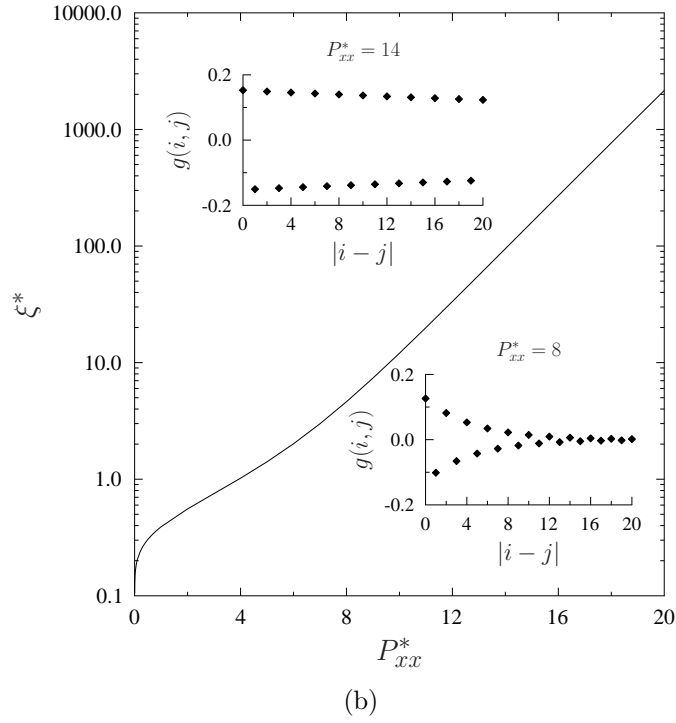 10000.0
1000.0
100.0
10.0
1.0
0.1
ξ*
0 4 8 12 16 20
P*xx
P*xx = 14
0.2
0.0
-0.2
g(i, j)
0 4 8 12 16 20
|i − j|
P*xx = 8
0.2
0.0
-0.2
g(i, j)
0 4 8 12 16 20
|i − j|
(b)